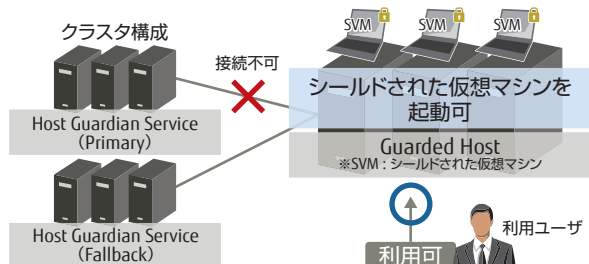 クラスタ構成
接続不可
SVM
SVM
SVM
シールドされた仮想マシンを
起動可
Host Guardian Service
(Primary)
Guarded Host
※SVM：シールドされた仮想マシン
Host Guardian Service
(Fallback)
利用可
利用ユーザ